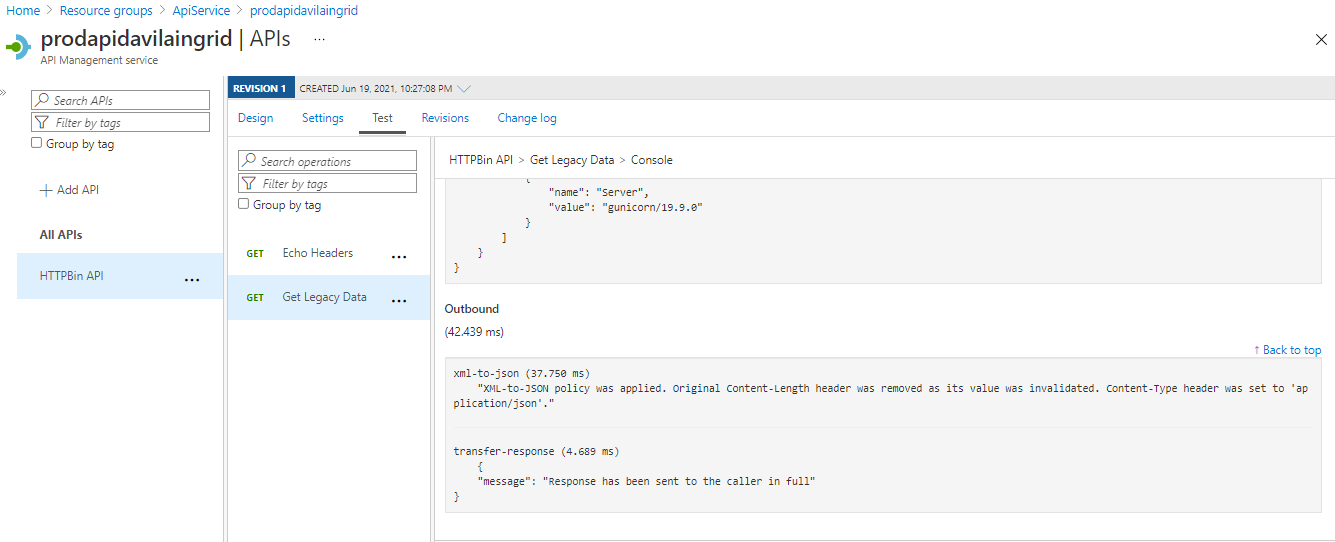 Home > Resource groups > ApiService > prodapidavilaingrid
prodapidavilaingrid | APIs ...
API Management service
Search APIs
Filter by tags
Group by tag
+ Add API
All APIs
HTTPBin API ...
REVISION 1 CREATED Jun 19, 2021, 10:27:08 PM
Design Settings Test Revisions Change log
Search operations
Filter by tags
Group by tag
GET Echo Headers ...
GET Get Legacy Data ...
HTTPBin API > Get Legacy Data > Console
{
"name": "Server",
"value": "gunicorn/19.9.0"
}
]
}
}
Outbound
(42.439 ms)
↑ Back to top
xml-to-json (37.750 ms)
"XML-to-JSON policy was applied. Original Content-Length header was removed as its value was invalidated. Content-Type header was set to 'ap
plication/json'."
transfer-response (4.689 ms)
{
"message": "Response has been sent to the caller in full"
}